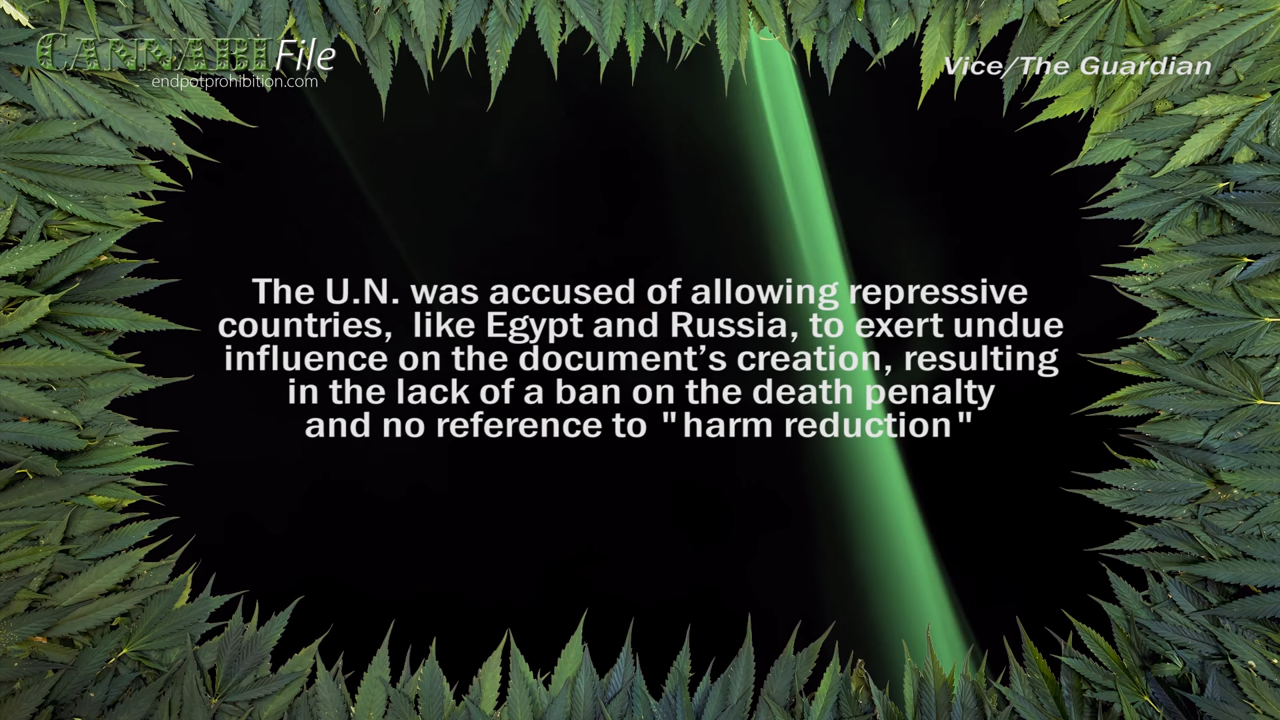 CANNABIFile
endpotprohibition.com
Vice/The Guardian
The U.N. was accused of allowing repressive
countries, like Egypt and Russia, to exert undue
influence on the document’s creation, resulting
in the lack of a ban on the death penalty
and no reference to "harm reduction"